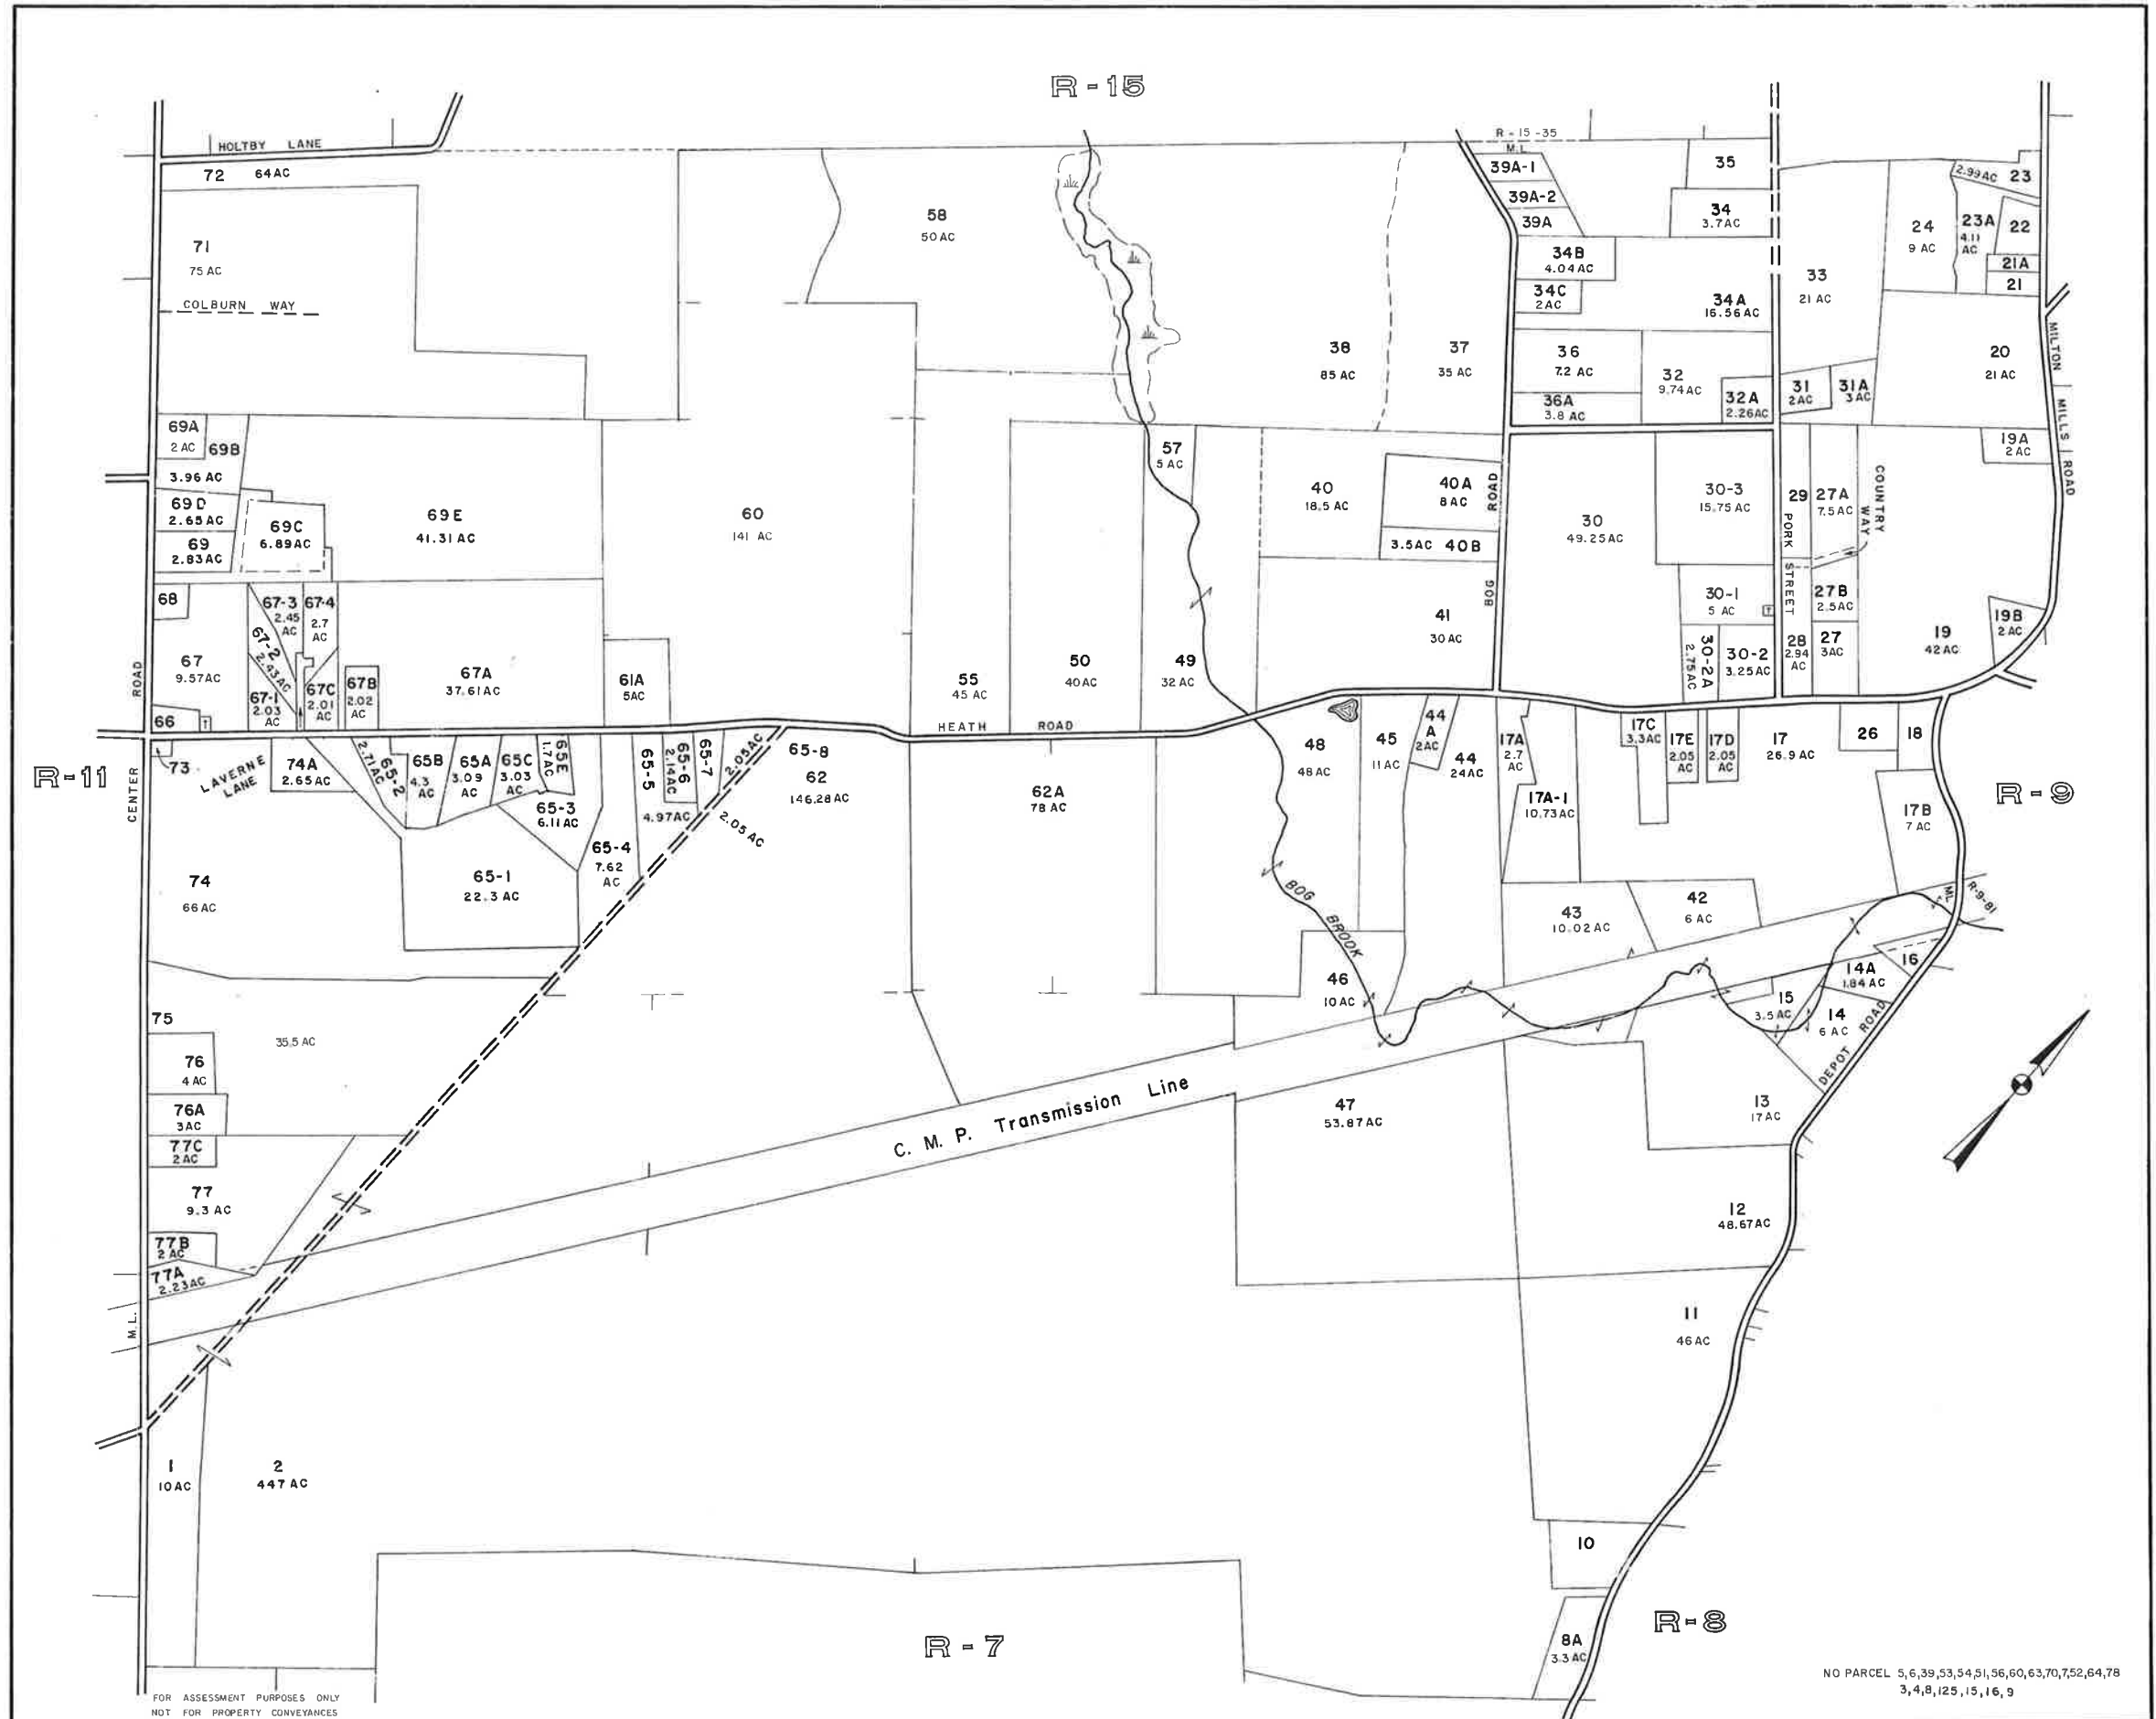 R-15
HOLTBY LANE
72 64 AC
71
75 AC
COLBURN WAY
58
50 AC
R-15-35
M.L.
39A-1
39A-2
39A
35
34
3.7 AC
34B
4.04 AC
34C
2 AC
34A
16.56 AC
38
85 AC
37
35 AC
36
7.2 AC
36A
3.8 AC
32
9.74 AC
32A
2.26 AC
33
21 AC
31
2 AC
31A
3 AC
24
9 AC
2.99 AC 23
23A
4.11
AC
22
21A
21
20
21 AC
MILTON MILLS ROAD
69A
2 AC
69B
3.96 AC
69D
2.65 AC
69
2.83 AC
69C
6.89 AC
69E
41.31 AC
60
141 AC
57
5 AC
40
18.5 AC
40A
8 AC
3.5 AC 40B
BOG ROAD
30
49.25 AC
30-3
15.75 AC
29
27A
7.5 AC
COUNTRY
WAY
PORK STREET
19A
2 AC
68
67
9.57 AC
67-3
2.45
AC
67-4
2.7
AC
67-2
2.43 AC
67-1
2.03
AC
67C
2.01
AC
67B
2.02
AC
67A
37.61 AC
61A
5 AC
55
45 AC
50
40 AC
49
32 AC
41
30 AC
30-1
5 AC
T
30-2A
2.75 AC
30-2
3.25 AC
28
2.94
AC
27B
2.5 AC
27
3 AC
19
42 AC
19B
2 AC
66
T
HEATH ROAD
CENTER ROAD
R-11
73
LAVERNE
LANE
74A
2.65 AC
65-2
2.71 AC
65B
4.3
AC
65A
3.09
AC
65C
3.03
AC
65E
1.7 AC
65-3
6.11 AC
65-5
4.97 AC
65-6
2.14 AC
65-7
2.05 AC
65-8
2.05 AC
62
146.28 AC
62A
78 AC
48
48 AC
45
11 AC
44
A
2 AC
44
24 AC
17A
2.7
AC
17A-1
10.73 AC
17C
3.3 AC
17E
2.05
AC
17D
2.05
AC
17
26.9 AC
26
18
17B
7 AC
R-9
74
66 AC
65-1
22.3 AC
65-4
7.62
AC
BOG BROOK
43
10.02 AC
42
6 AC
ML
R-9-81
46
10 AC
15
3.5 AC
14A
1.84 AC
16
14
6 AC
DEPOT ROAD
75
35.5 AC
76
4 AC
76A
3 AC
77C
2 AC
77
9.3 AC
77B
2 AC
77A
2.23 AC
M.L.
C. M. P. Transmission Line
47
53.87 AC
13
17 AC
12
48.67 AC
11
46 AC
1
10 AC
2
447 AC
10
8A
3.3 AC
R-7
R-8
NO PARCEL 5,6,39,53,54,51,56,60,63,70,7,52,64,78
3,4,8,125,15,16,9
FOR ASSESSMENT PURPOSES ONLY
NOT FOR PROPERTY CONVEYANCES